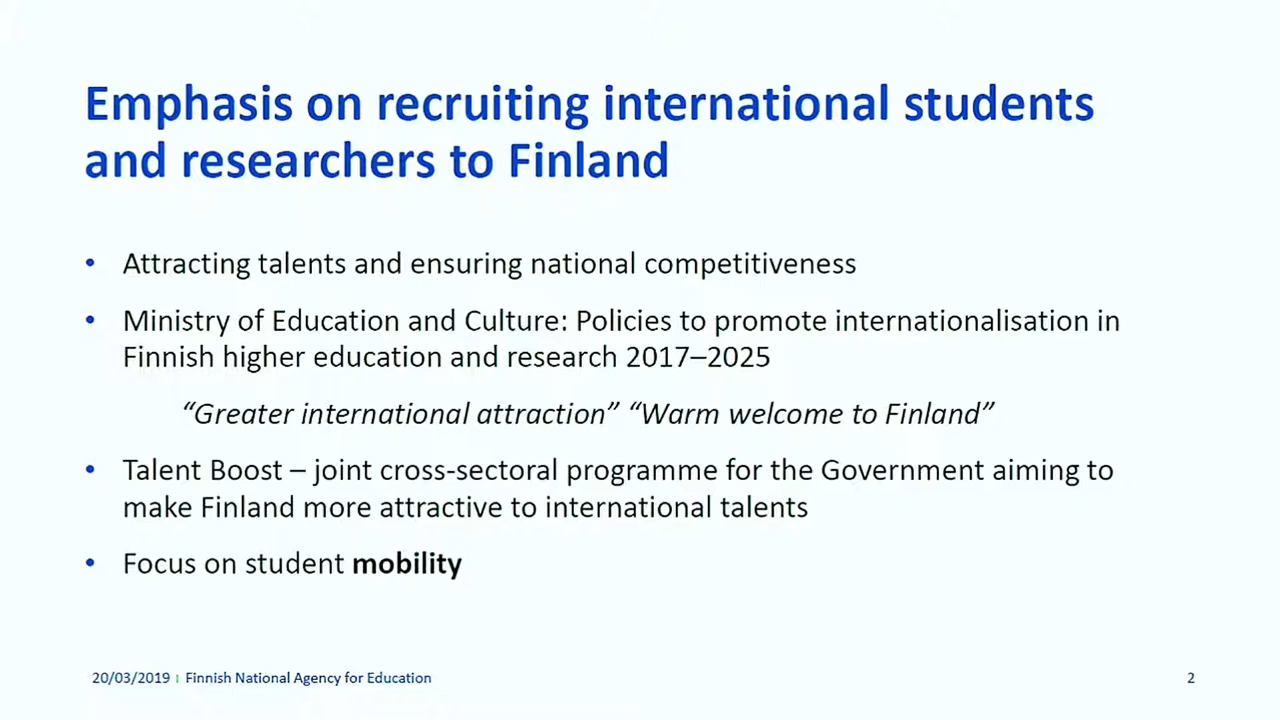 Emphasis on recruiting international students
and researchers to Finland
• Attracting talents and ensuring national competitiveness
• Ministry of Education and Culture: Policies to promote internationalisation in
Finnish higher education and research 2017–2025
“Greater international attraction” “Warm welcome to Finland”
• Talent Boost – joint cross-sectoral programme for the Government aiming to
make Finland more attractive to international talents
• Focus on student mobility
20/03/2019 I Finnish National Agency for Education 2